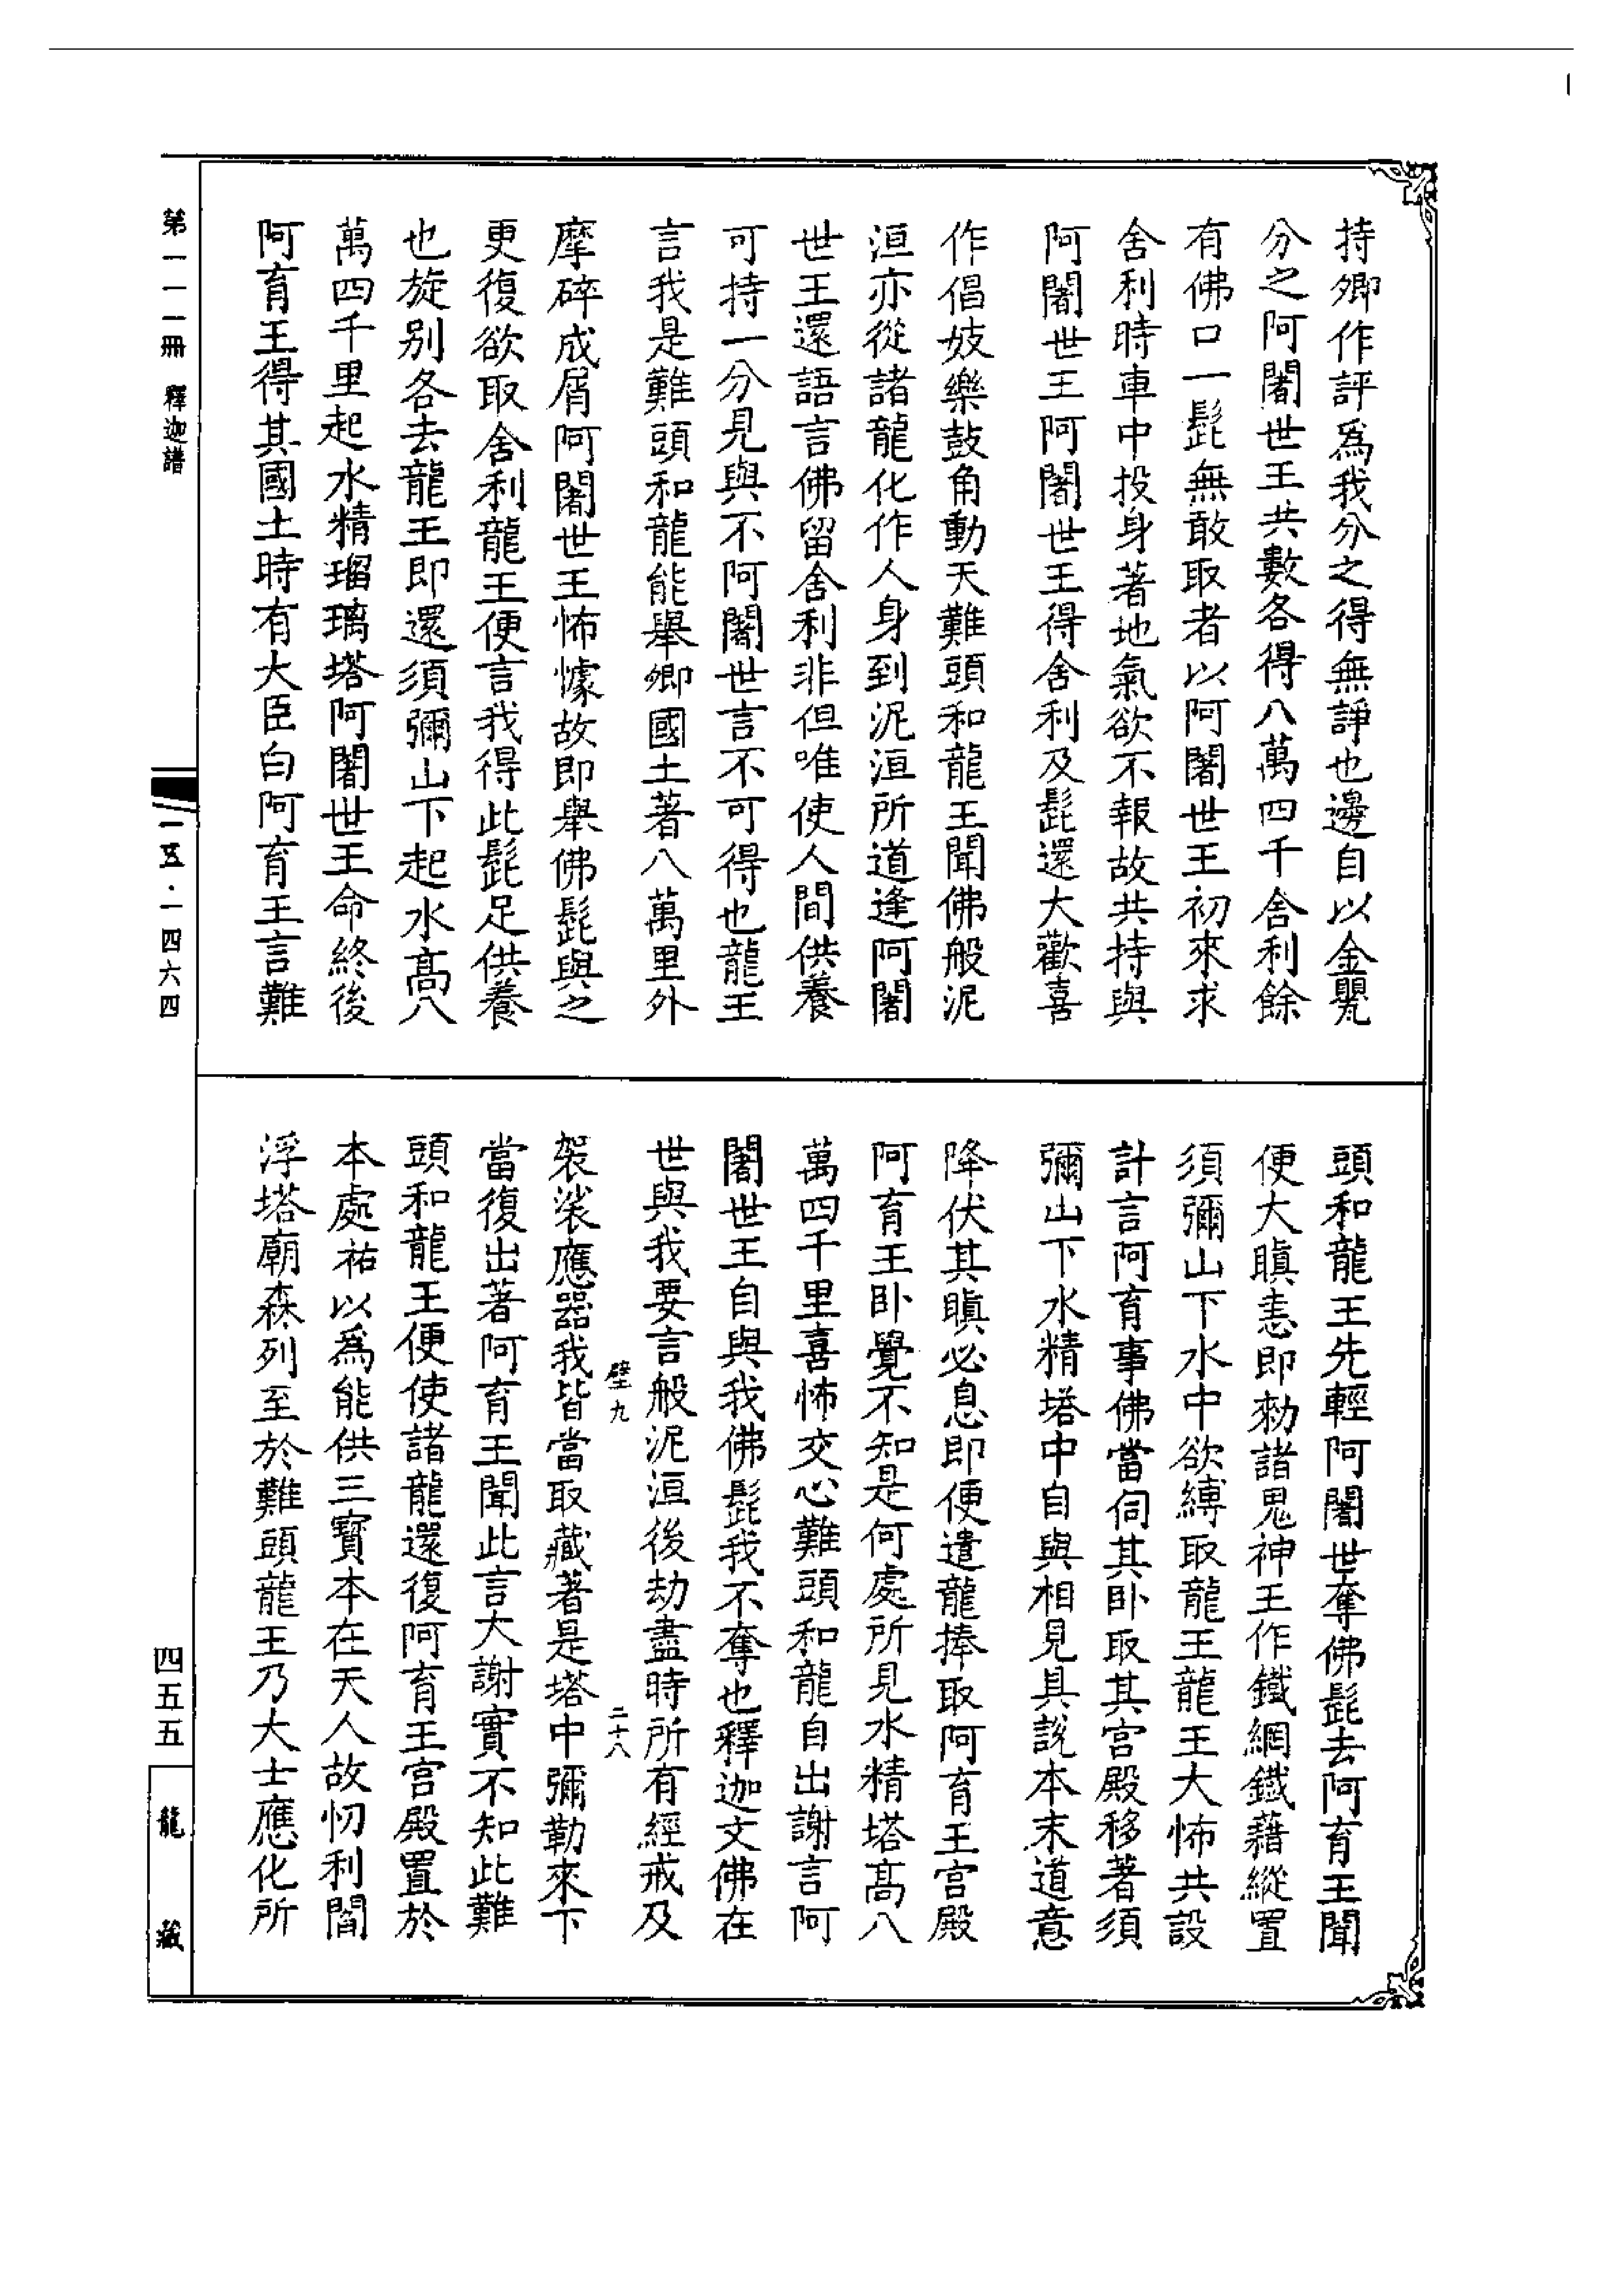 持卿作評為我分之得無諍也邊自以金甖
分之阿闍世王共數各得八萬四千舍利餘
有佛口一髭無敢取者以阿闍世王初來求
舍利時車中投身著地氣欲不報故共持與
阿闍世王阿闍世王得舍利及髭還大歡喜
作倡妓樂鼓角動天難頭和龍王聞佛般泥
洹亦從諸龍化作人身到泥洹所道逢阿闍
世王還語言佛留舍利非但唯使人間供養
可持一分見與不阿闍世言不可得也龍王
言我是難頭和龍能舉卿國土著八萬里外
摩碎成屑阿闍世王怖懅故即舉佛髭與之
更復欲取舍利龍王便言我得此髭足供養
也旋別各去龍王即還須彌山下起水高八
萬四千里起水精瑠璃塔阿闍世王命終後
阿育王得其國土時有大臣白阿育王言難
頭和龍王先輕阿闍世奪佛髭去阿育王聞
便大瞋恚即勑諸鬼神王作鐵網鐵藉縱置
須彌山下水中欲縛取龍王龍王大怖共設
計言阿育事佛當伺其卧取其宮殿移著須
彌山下水精塔中自與相見具說本末道意
降伏其瞋必息即便遣龍捧取阿育王宮殿
阿育王卧覺不知是何處所見水精塔高八
萬四千里喜怖交心難頭和龍自出謝言阿
闍世王自與我佛髭我不奪也釋迦文佛在
世與我要言般泥洹後劫盡時所有經戒及
袈裟應器我皆當取藏著是塔中彌勒來下
當復出著阿育王聞此言大謝實不知此難
頭和龍王便使諸龍還復阿育王宮殿置於
本處祐以為能供三寶本在天人故忉利閻
浮塔廟森列至於難頭龍王乃大士應化所
壁九
二十八
第一一一冊 釋迦譜
一一五·一四六四
四五五
龍藏